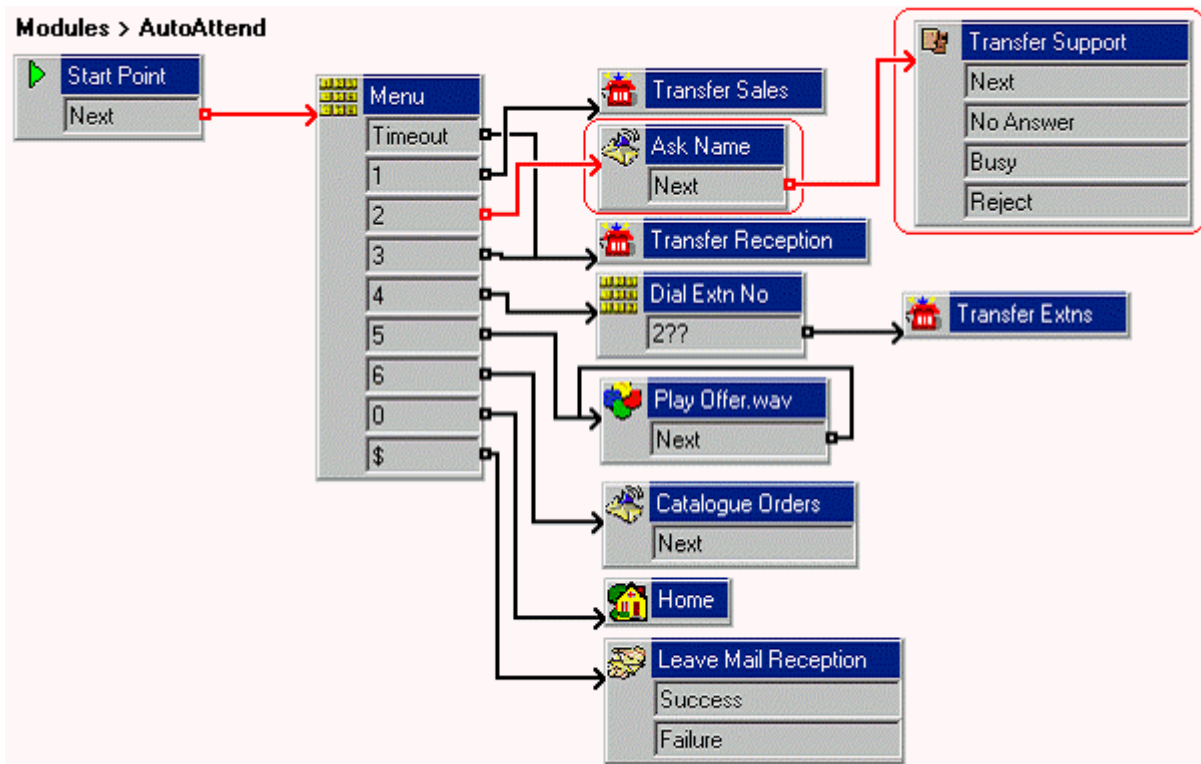 Modules > AutoAttend
Start Point
Next
Menu
Timeout
1
2
3
4
5
6
0
$
Transfer Sales
Ask Name
Next
Transfer Reception
Dial Extn No
2??
Play Offer.wav
Next
Catalogue Orders
Next
Home
Leave Mail Reception
Success
Failure
Transfer Support
Next
No Answer
Busy
Reject
Transfer Extns